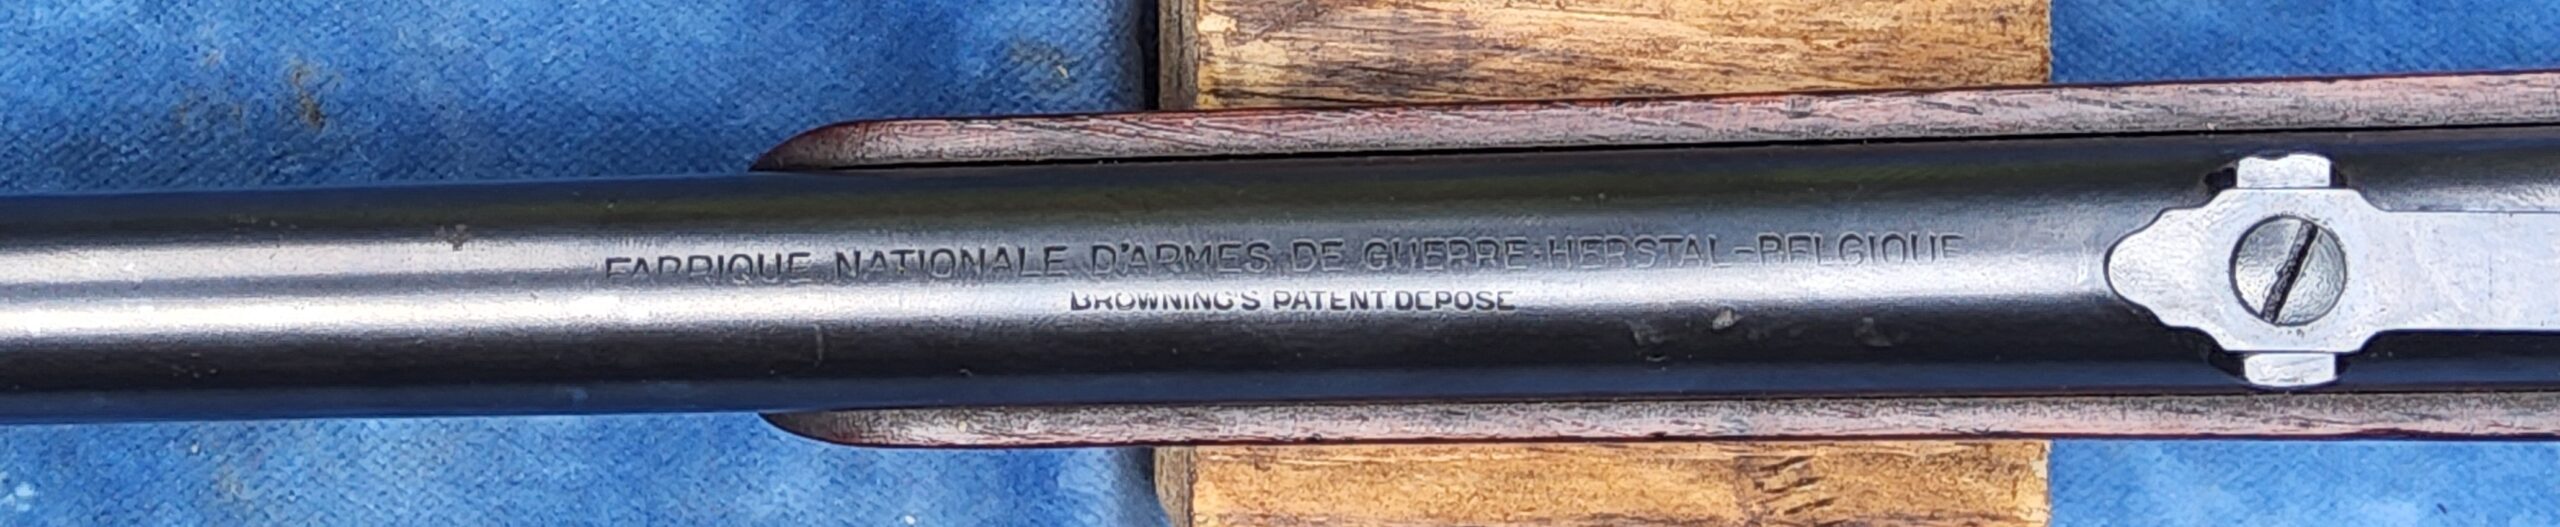 FABRIQUE NATIONALE D'ARMES DE GUERRE-HERSTAL-BELGIQUE
BROWNING'S PATENT DEPOSE